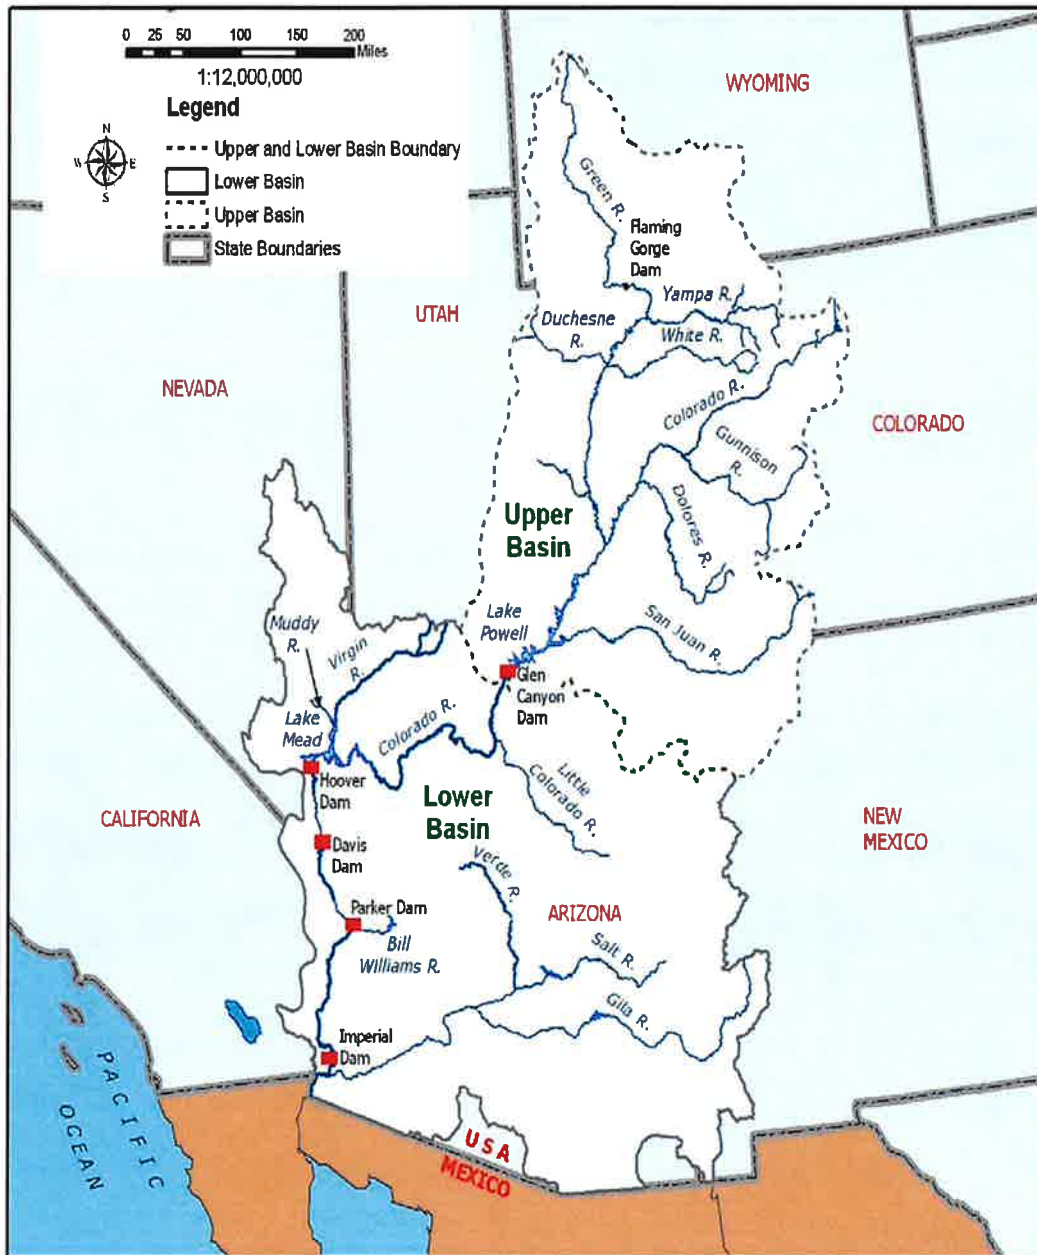 0 25 50 100 150 200
Miles
1:12,000,000
Legend
Upper and Lower Basin Boundary
Lower Basin
Upper Basin
State Boundaries
N
W E
S
WYOMING
Green R.
Flaming
Gorge
Dam
Yampa R.
UTAH
Duchesne
R.
White R.
NEVADA
Colorado R.
COLORADO
Gunnison
R.
Dolores R.
Upper
Basin
Lake
Powell
San Juan R.
Muddy
R.
Virgin
R.
Glen
Canyon
Dam
Lake
Mead
Colorado R.
Hoover
Dam
Little
Colorado R.
Lower
Basin
CALIFORNIA
NEW
MEXICO
Davis
Dam
Verde R.
Parker Dam
ARIZONA
Bill
Williams R.
Salt R.
Gila R.
Imperial
Dam
PACIFIC
OCEAN
USA
MEXICO